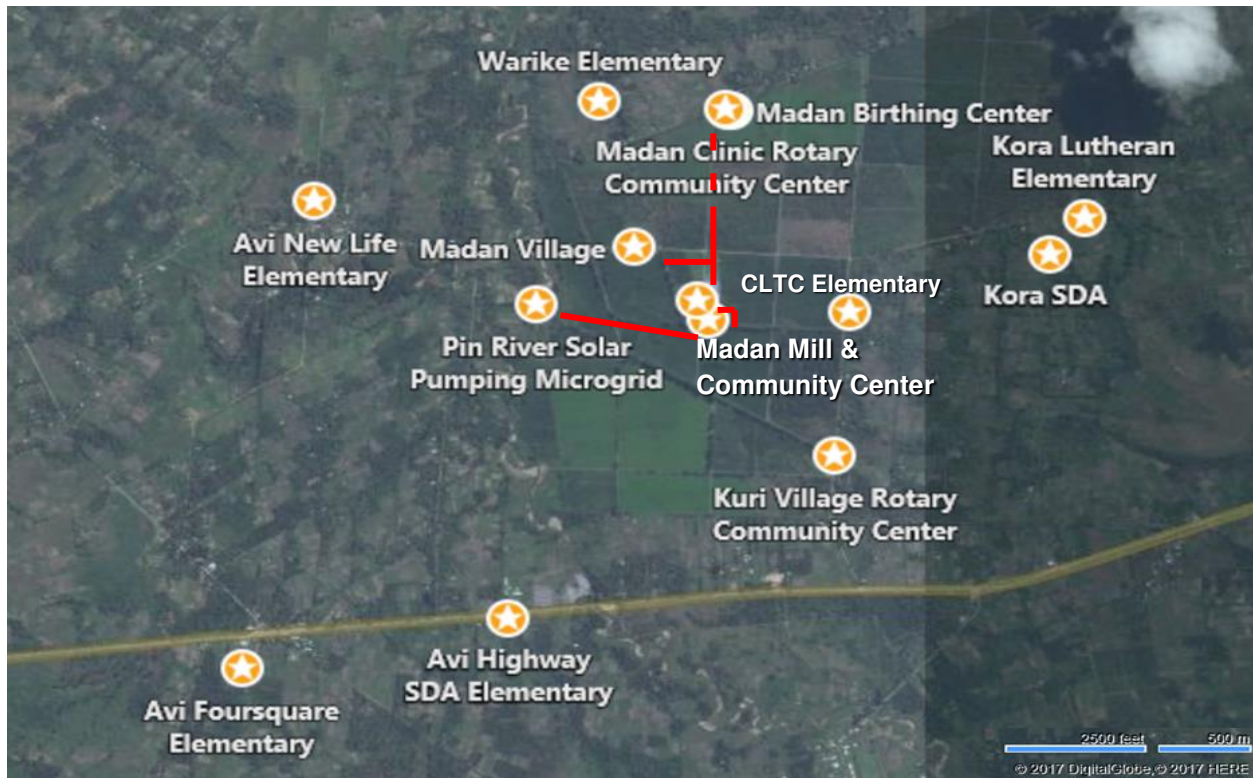 Warike Elementary
Madan Birthing Center
Madan Clinic Rotary
Community Center
Kora Lutheran
Elementary
Avi New Life
Elementary
Madan Village
CLTC Elementary
Kora SDA
Pin River Solar
Pumping Microgrid
Madan Mill &
Community Center
Kuri Village Rotary
Community Center
Avi Highway
SDA Elementary
Avi Foursquare
Elementary
2500 feet
500 m
© 2017 DigitalGlobe,© 2017 HERE